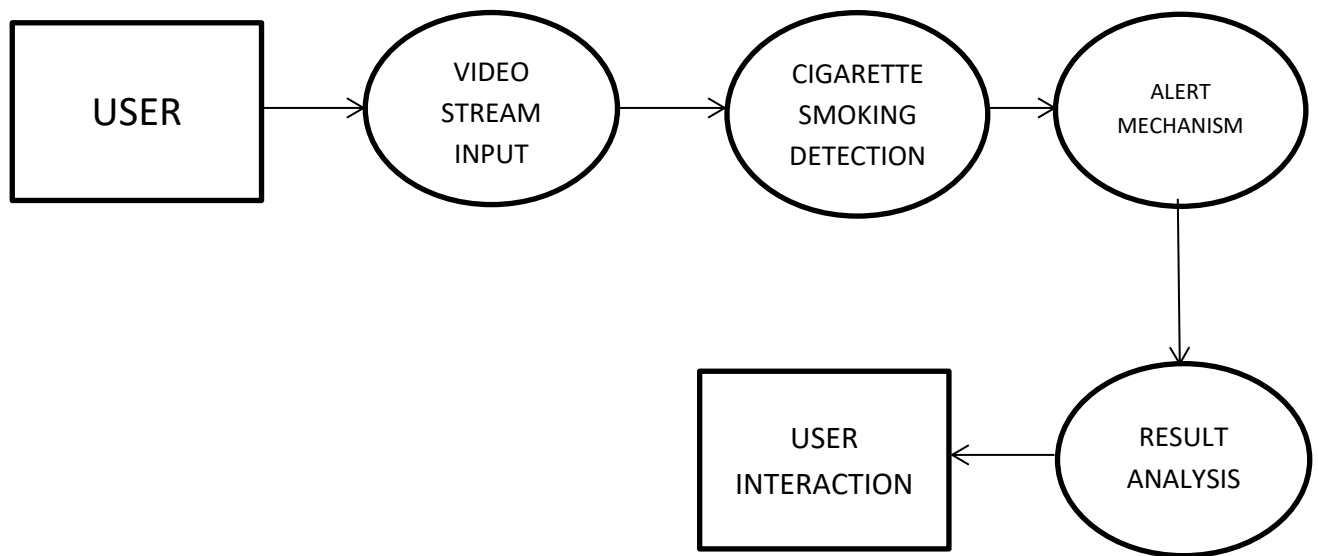 USER
VIDEO
STREAM
INPUT
CIGARETTE
SMOKING
DETECTION
ALERT
MECHANISM
RESULT
ANALYSIS
USER
INTERACTION